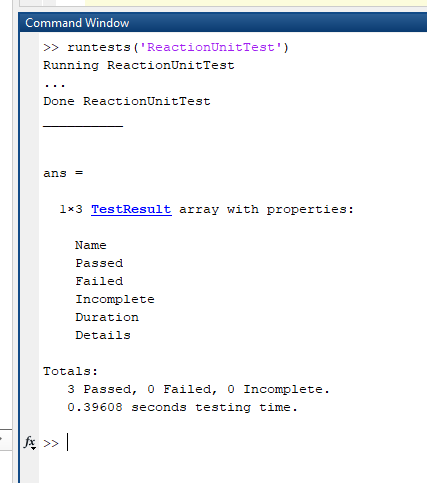 Command Window
>> runtests('ReactionUnitTest')
Running ReactionUnitTest
...
Done ReactionUnitTest
__________
ans =
1×3 TestResult array with properties:
Name
Passed
Failed
Incomplete
Duration
Details
Totals:
3 Passed, 0 Failed, 0 Incomplete.
0.39608 seconds testing time.
fx >>